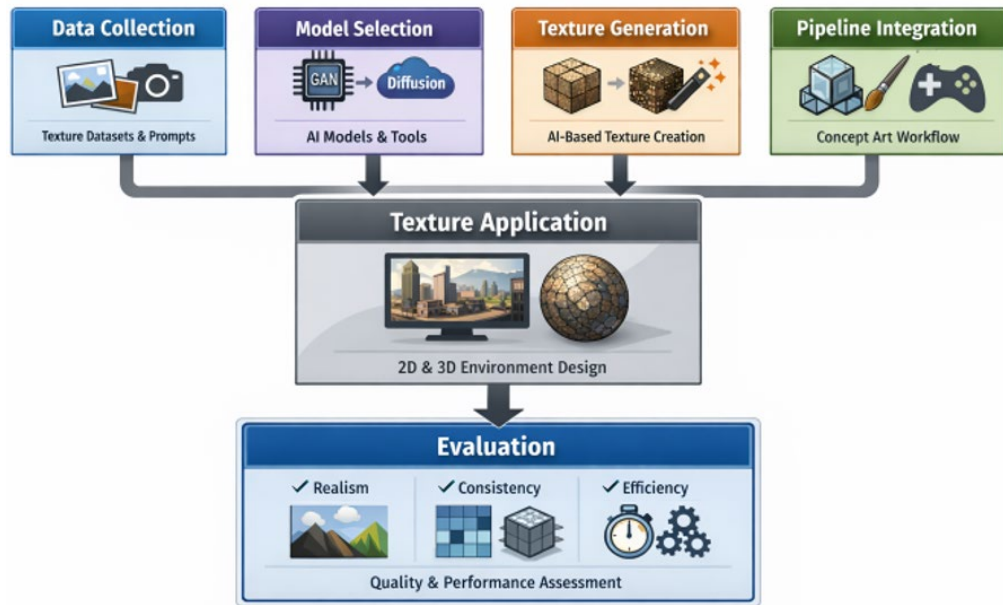 Data Collection
Texture Datasets & Prompts
Model Selection
GAN
Diffusion
AI Models & Tools
Texture Generation
AI-Based Texture Creation
Pipeline Integration
Concept Art Workflow
Texture Application
2D & 3D Environment Design
Evaluation
✓ Realism
✓ Consistency
✓ Efficiency
Quality & Performance Assessment